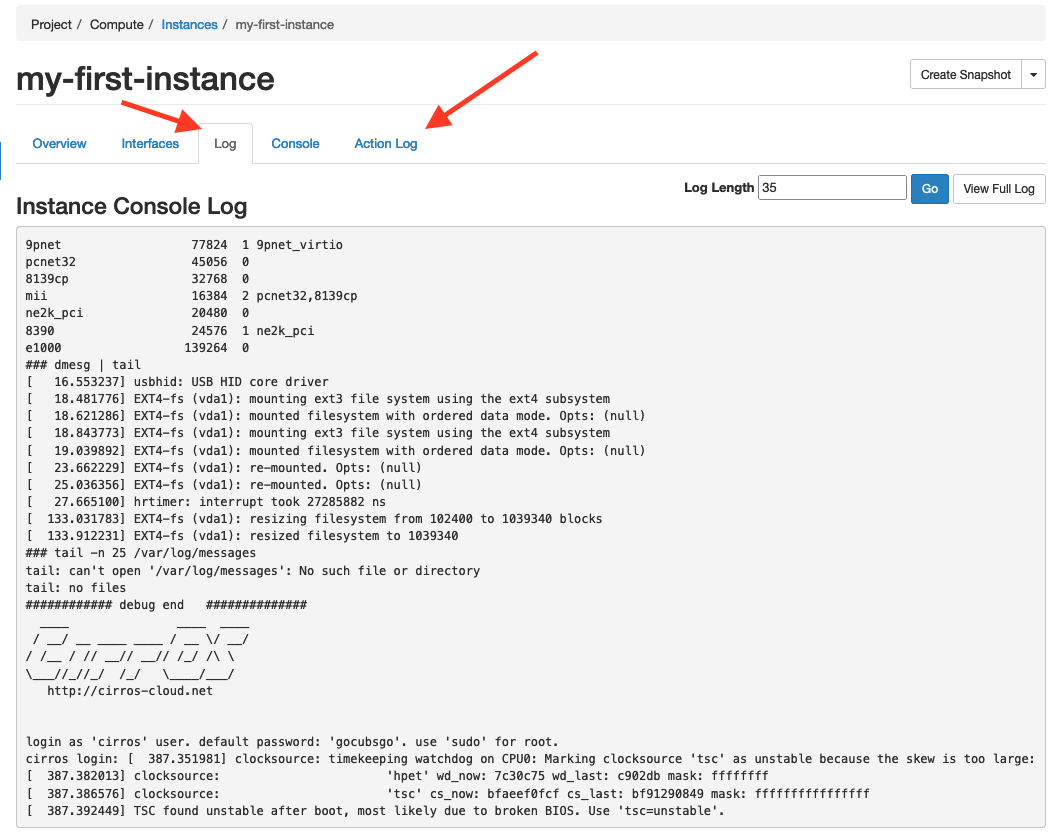 Project / Compute / Instances / my-first-instance
my-first-instance
Create Snapshot
Overview Interfaces Log Console Action Log
Log Length 35 Go View Full Log
Instance Console Log
9pnet                  77824  1 9pnet_virtio
pcnet32                45056  0
8139cp                 32768  0
mii                    16384  2 pcnet32,8139cp
ne2k_pci               20480  0
8390                   24576  1 ne2k_pci
e1000                 139264  0
### dmesg | tail
[   16.553237] usbhid: USB HID core driver
[   18.481776] EXT4-fs (vda1): mounting ext3 file system using the ext4 subsystem
[   18.621286] EXT4-fs (vda1): mounted filesystem with ordered data mode. Opts: (null)
[   18.843773] EXT4-fs (vda1): mounting ext3 file system using the ext4 subsystem
[   19.039892] EXT4-fs (vda1): mounted filesystem with ordered data mode. Opts: (null)
[   23.662229] EXT4-fs (vda1): re-mounted. Opts: (null)
[   25.036356] EXT4-fs (vda1): re-mounted. Opts: (null)
[   27.665100] hrtimer: interrupt took 27285882 ns
[  133.031783] EXT4-fs (vda1): resizing filesystem from 102400 to 1039340 blocks
[  133.912231] EXT4-fs (vda1): resized filesystem to 1039340
### tail -n 25 /var/log/messages
tail: can't open '/var/log/messages': No such file or directory
tail: no files
############ debug end   ##############
  ____               ____  ____
 / __/ __ ____ ____ / __ \/ __/
/ /__ / // __// __// /_/ /\ \
\___//_//_/  /_/   \____/___/
   http://cirros-cloud.net
login as 'cirros' user. default password: 'gocubsgo'. use 'sudo' for root.
cirros login: [  387.351981] clocksource: timekeeping watchdog on CPU0: Marking clocksource 'tsc' as unstable because the skew is too large:
[  387.382013] clocksource:                       'hpet' wd_now: 7c30c75 wd_last: c902db mask: ffffffff
[  387.386576] clocksource:                       'tsc' cs_now: bfaeef0fcf cs_last: bf91290849 mask: ffffffffffffffff
[  387.392449] TSC found unstable after boot, most likely due to broken BIOS. Use 'tsc=unstable'.